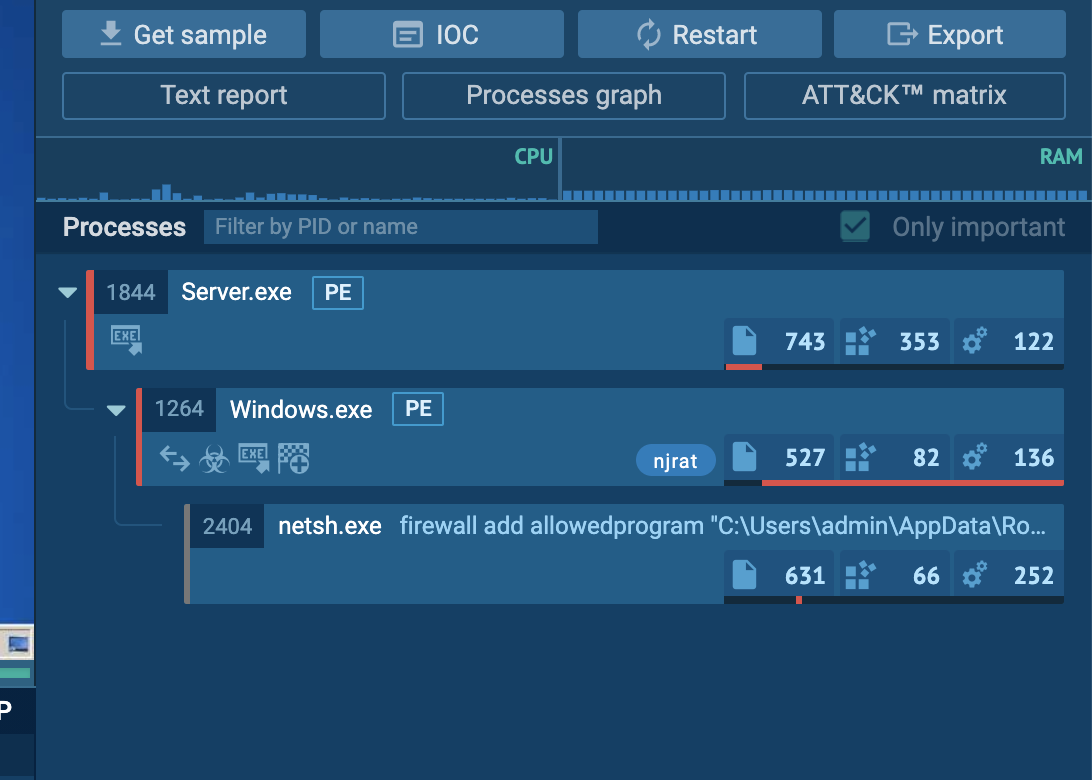 Get sample IOC Restart Export
Text report Processes graph ATT&CK™ matrix
CPU RAM
Processes Filter by PID or name Only important
1844 Server.exe PE
EXE 743 353 122
1264 Windows.exe PE
EXE njrat 527 82 136
2404 netsh.exe firewall add allowedprogram "C:\Users\admin\AppData\Ro...
631 66 252
P